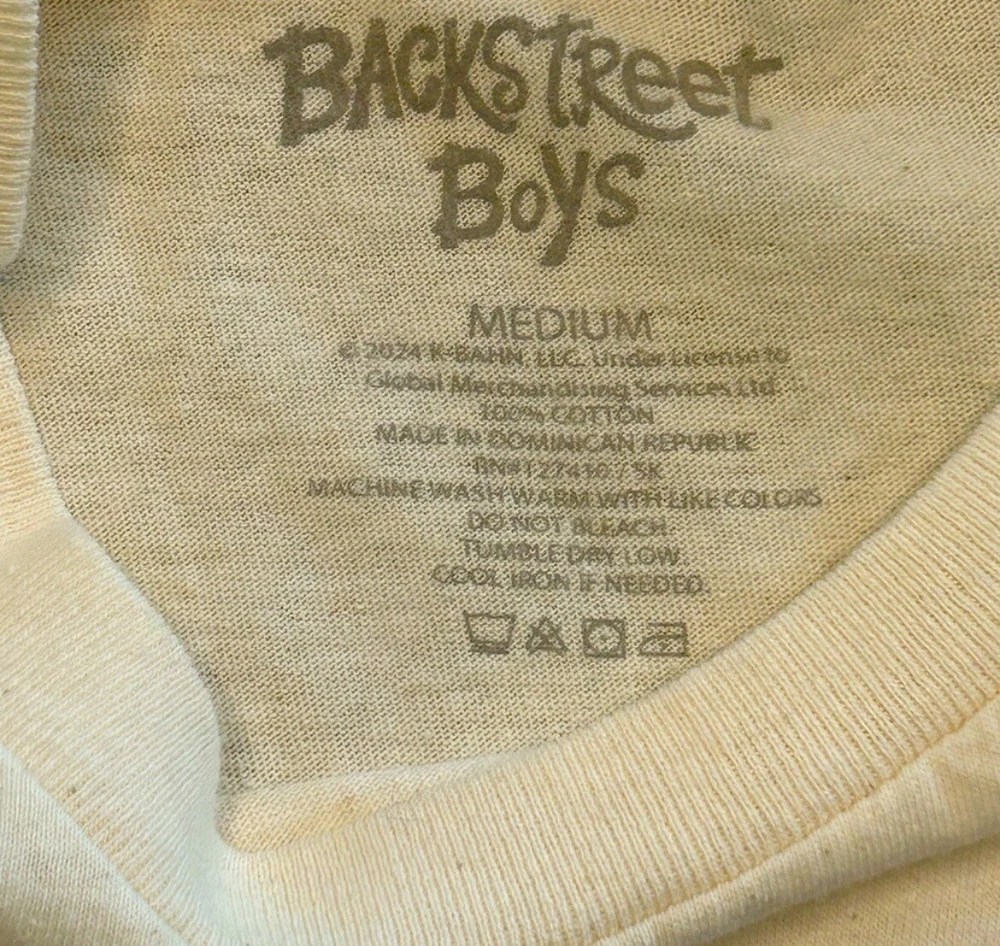 BACKSTReet
BoyS
MEDIUM
© 2024 K-BAHN, LLC. Under License to
Global Merchandising Services Ltd
100% COTTON
MADE IN DOMINICAN REPUBLIC
RN#127410 / SK
MACHINE WASH WARM WITH LIKE COLORS
DO NOT BLEACH
TUMBLE DRY LOW
COOL IRON IF NEEDED